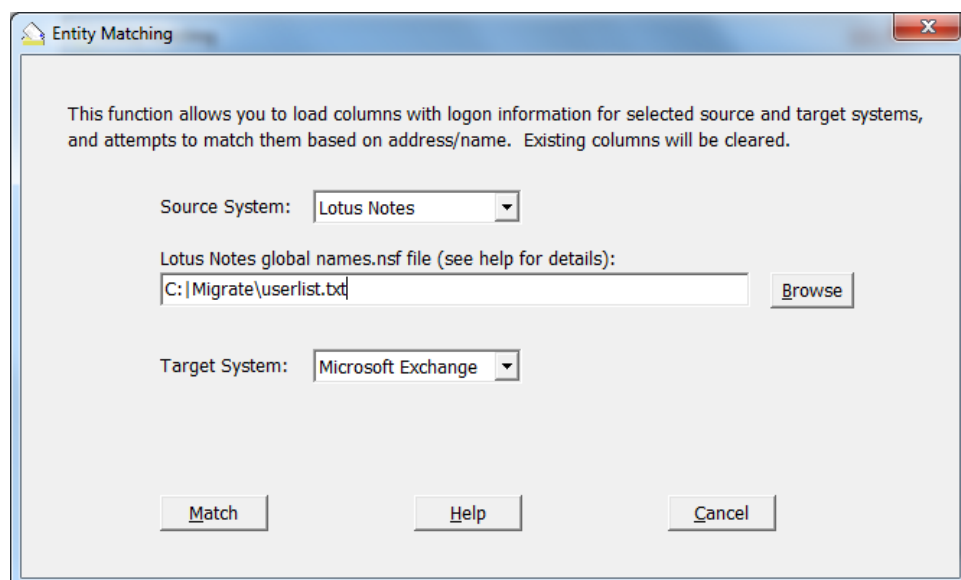 Entity Matching
This function allows you to load columns with logon information for selected source and target systems,
and attempts to match them based on address/name.  Existing columns will be cleared.
Source System: Lotus Notes
Lotus Notes global names.nsf file (see help for details):
C:|Migrate\userlist.txt Browse
Target System: Microsoft Exchange
Match Help Cancel